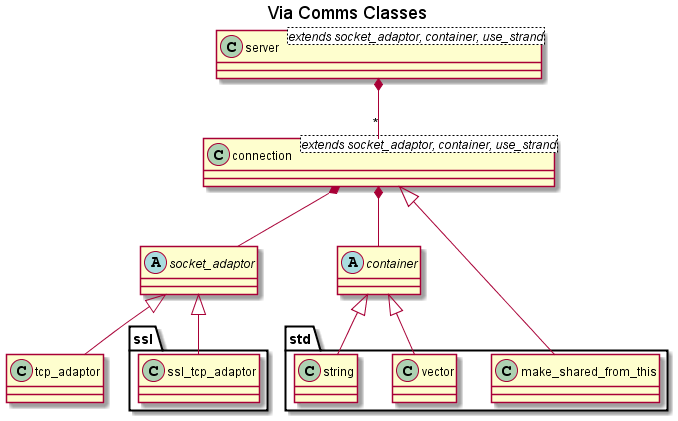 Via Comms Classes
extends socket_adaptor, container, use_strand
C server
*
extends socket_adaptor, container, use_strand
C connection
A socket_adaptor
A container
ssl
std
C tcp_adaptor
C ssl_tcp_adaptor
C string
C vector
C make_shared_from_this